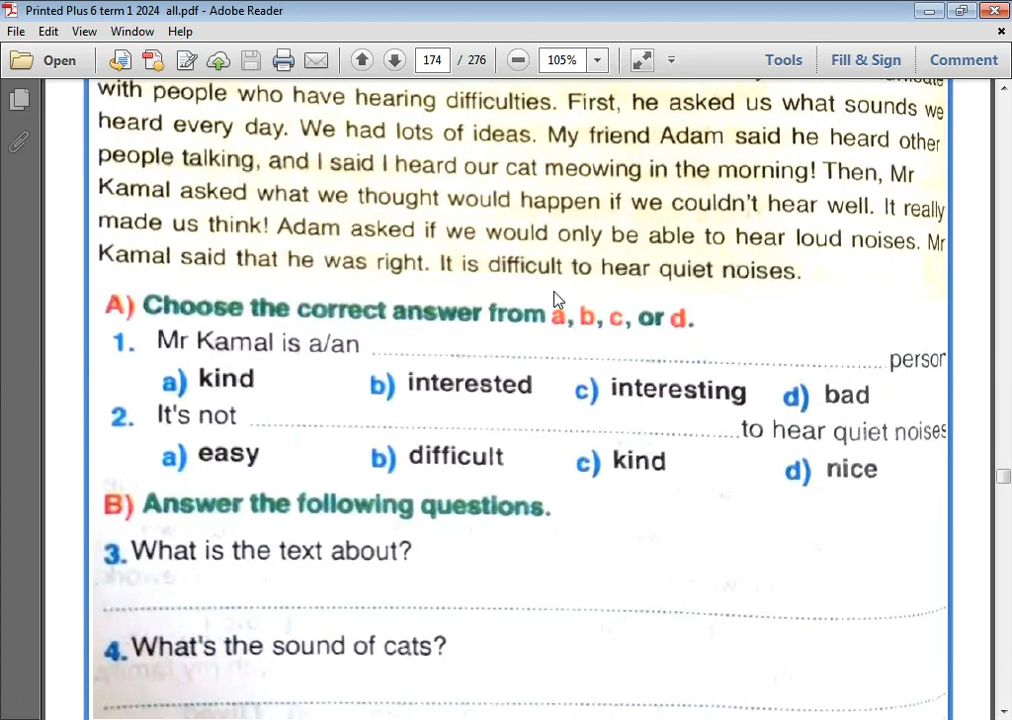 Printed Plus 6 term 1 2024 all.pdf - Adobe Reader
File Edit View Window Help
Open 174 / 276 105% Tools Fill & Sign Comment
with people who have hearing difficulties. First, he asked us what sounds we
heard every day. We had lots of ideas. My friend Adam said he heard other
people talking, and I said I heard our cat meowing in the morning! Then, Mr
Kamal asked what we thought would happen if we couldn't hear well. It really
made us think! Adam asked if we would only be able to hear loud noises. Mr
Kamal said that he was right. It is difficult to hear quiet noises.
A) Choose the correct answer from a, b, c, or d.
1. Mr Kamal is a/an ........................ person
a) kind b) interested c) interesting d) bad
2. It's not ........................ to hear quiet noises
a) easy b) difficult c) kind d) nice
B) Answer the following questions.
3. What is the text about?
4. What's the sound of cats?